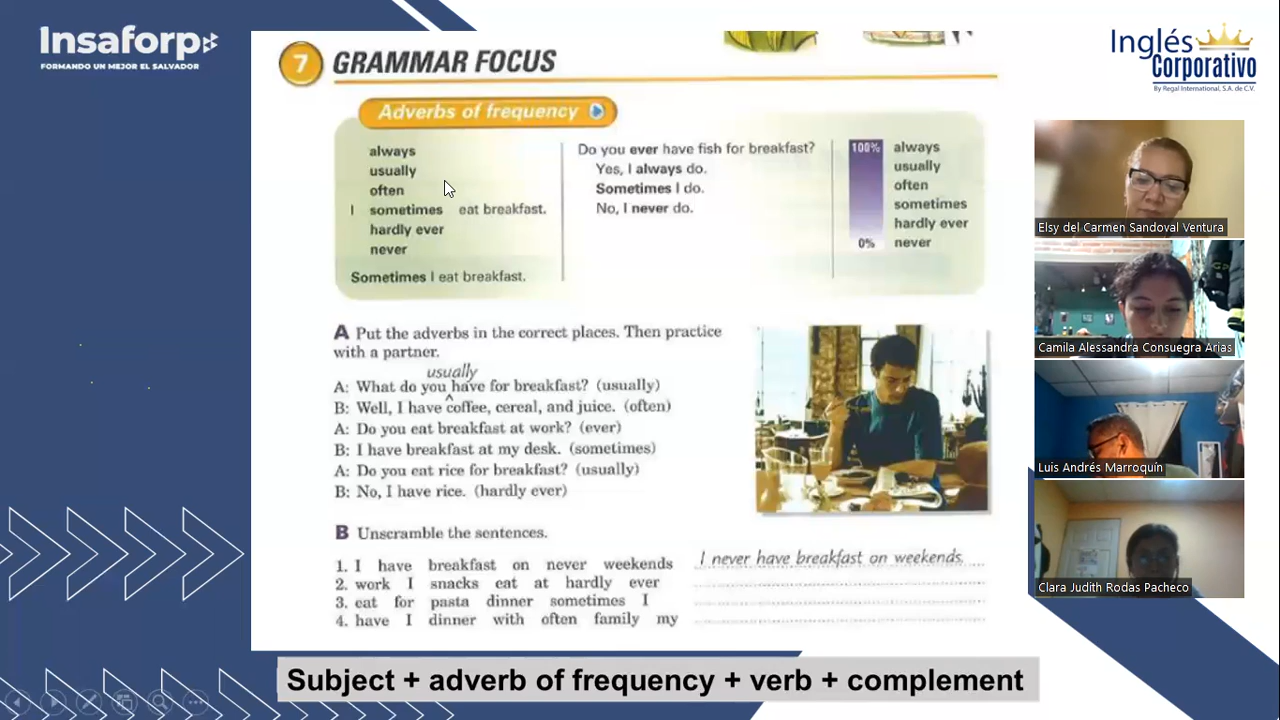 Insaforp
FORMANDO UN MEJOR EL SALVADOR
Inglés
Corporativo
By Regal International, S.A. de C.V.
7 GRAMMAR FOCUS
Adverbs of frequency
always
usually
often
I sometimes eat breakfast.
hardly ever
never
Sometimes I eat breakfast.
Do you ever have fish for breakfast?
Yes, I always do.
Sometimes I do.
No, I never do.
100% always
usually
often
sometimes
hardly ever
0% never
A Put the adverbs in the correct places. Then practice
with a partner.
usually
A: What do you have for breakfast? (usually)
^
B: Well, I have coffee, cereal, and juice. (often)
A: Do you eat breakfast at work? (ever)
B: I have breakfast at my desk. (sometimes)
A: Do you eat rice for breakfast? (usually)
B: No, I have rice. (hardly ever)
B Unscramble the sentences.
1. I have breakfast on never weekends I never have breakfast on weekends.
2. work I snacks eat at hardly ever
3. eat for pasta dinner sometimes I
4. have I dinner with often family my
Subject + adverb of frequency + verb + complement
Elsy del Carmen Sandoval Ventura
Camila Alessandra Consuegra Arias
Luis Andrés Marroquín
Clara Judith Rodas Pacheco